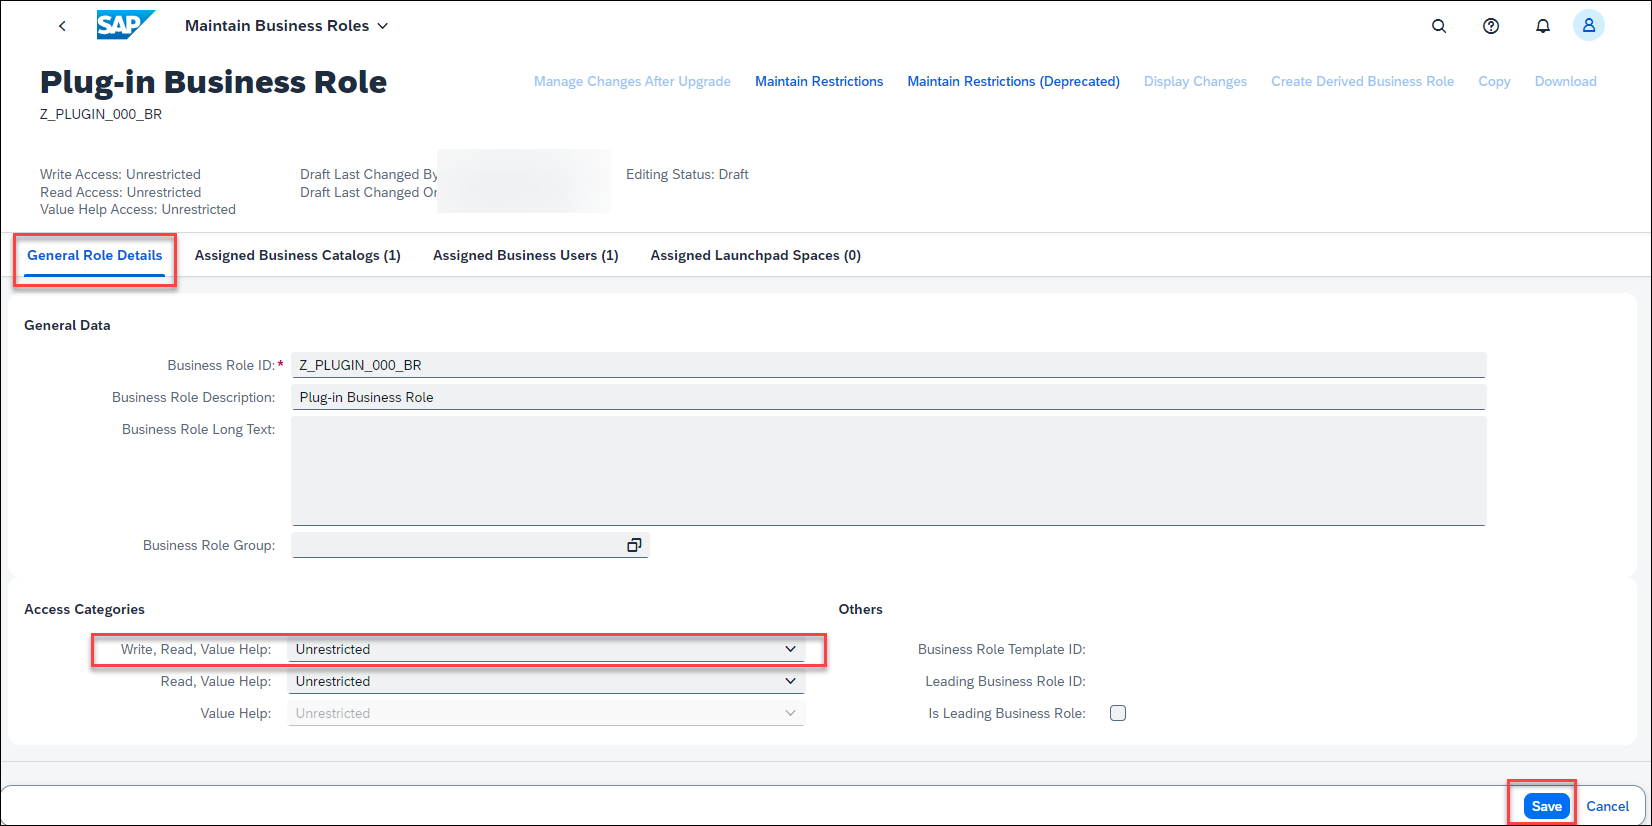 SAP Maintain Business Roles
Plug-in Business Role
Manage Changes After Upgrade Maintain Restrictions Maintain Restrictions (Deprecated) Display Changes Create Derived Business Role Copy Download
Z_PLUGIN_000_BR
Write Access: Unrestricted Draft Last Changed By Editing Status: Draft
Read Access: Unrestricted Draft Last Changed On
Value Help Access: Unrestricted
General Role Details Assigned Business Catalogs (1) Assigned Business Users (1) Assigned Launchpad Spaces (0)
General Data
Business Role ID:* Z_PLUGIN_000_BR
Business Role Description: Plug-in Business Role
Business Role Long Text:
Business Role Group:
Access Categories Others
Write, Read, Value Help: Unrestricted Business Role Template ID:
Read, Value Help: Unrestricted Leading Business Role ID:
Value Help: Unrestricted Is Leading Business Role:
Save Cancel